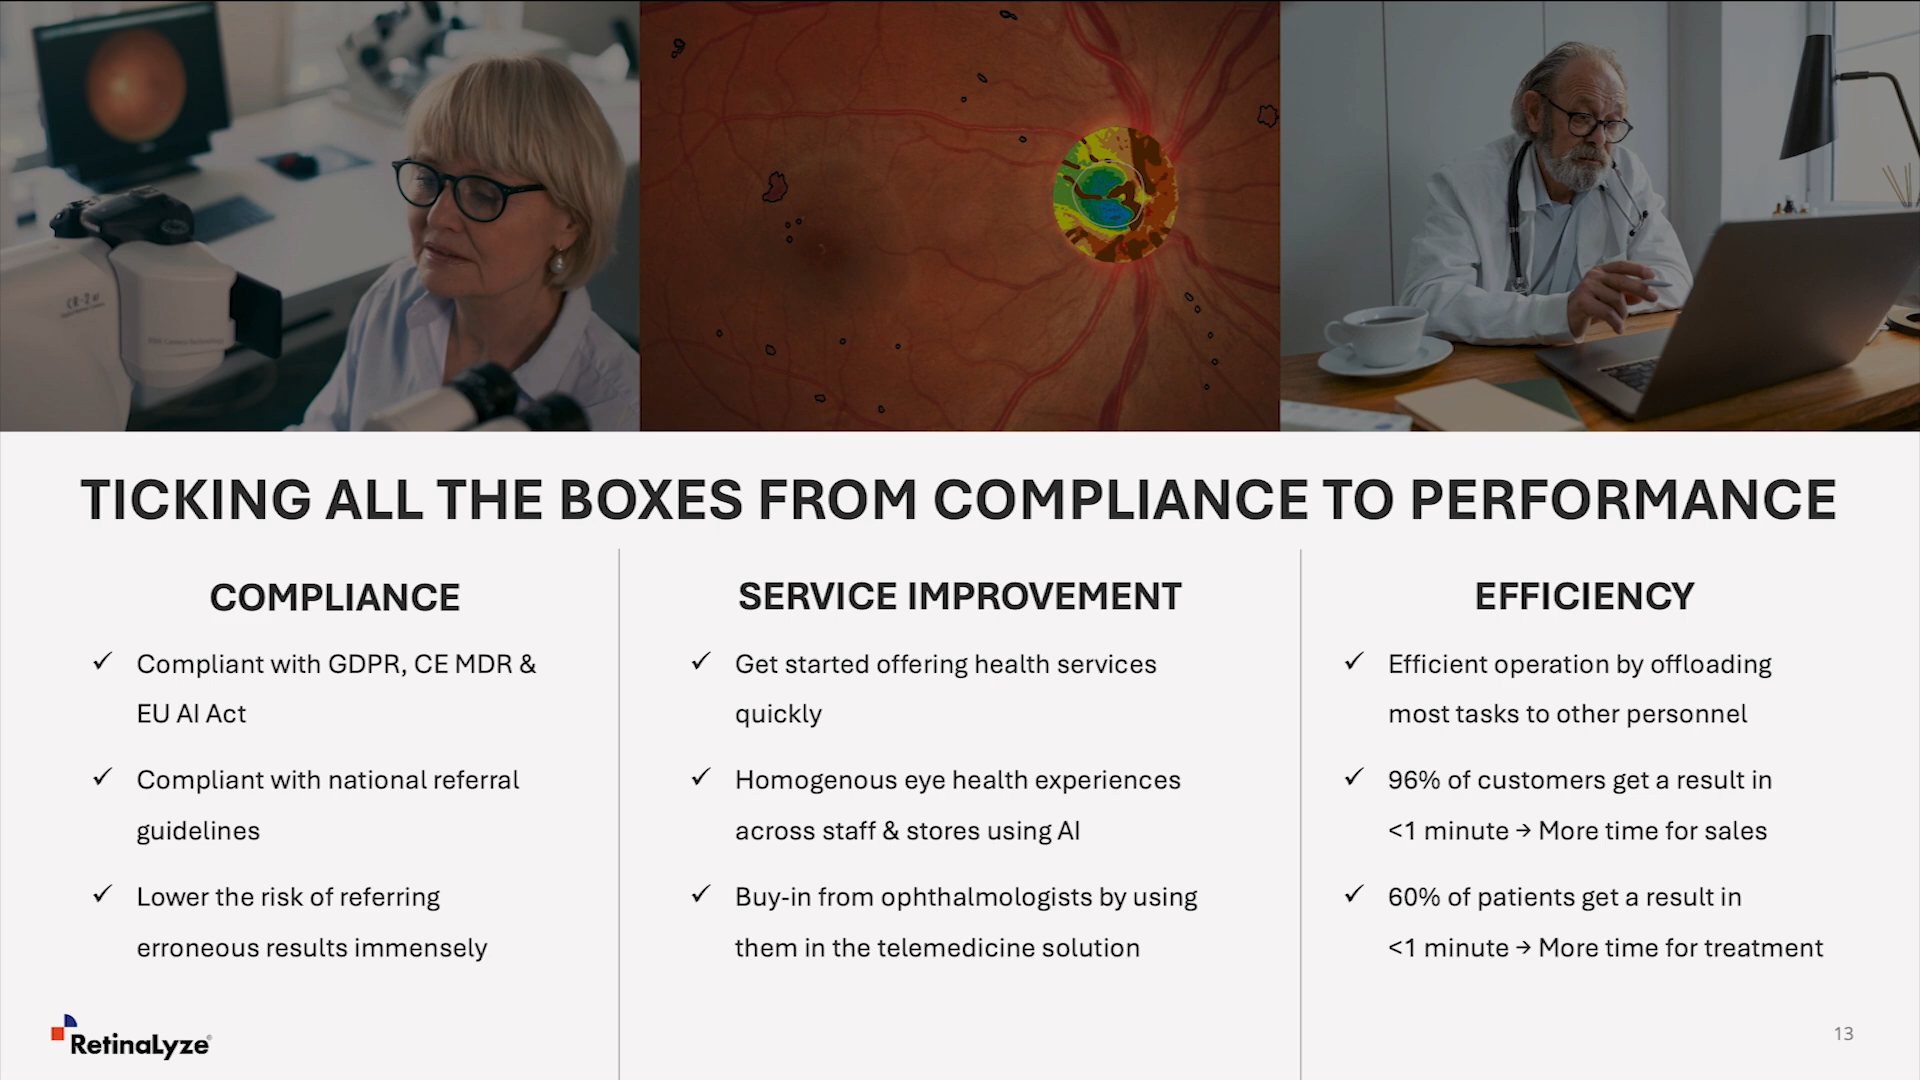 CR-2 AF
TICKING ALL THE BOXES FROM COMPLIANCE TO PERFORMANCE
COMPLIANCE
✓ Compliant with GDPR, CE MDR &
EU AI Act
✓ Compliant with national referral
guidelines
✓ Lower the risk of referring
erroneous results immensely
SERVICE IMPROVEMENT
✓ Get started offering health services
quickly
✓ Homogenous eye health experiences
across staff & stores using AI
✓ Buy-in from ophthalmologists by using
them in the telemedicine solution
EFFICIENCY
✓ Efficient operation by offloading
most tasks to other personnel
✓ 96% of customers get a result in
<1 minute → More time for sales
✓ 60% of patients get a result in
<1 minute → More time for treatment
RetinaLyze®
13